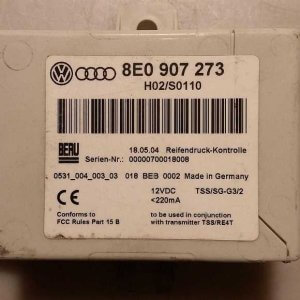 8E0 907 273
H02/S0110
BERU
18.05.04 Reifendruck-Kontrolle
Serien-Nr.: 00000700018008
0531_004_003_03 018 BEB 0002 Made in Germany
CE 12VDC TSS/SG-G3/2
<220mA
Conforms to to be used in conjunction
FCC Rules Part 15 B with transmitter TSS/RE4T